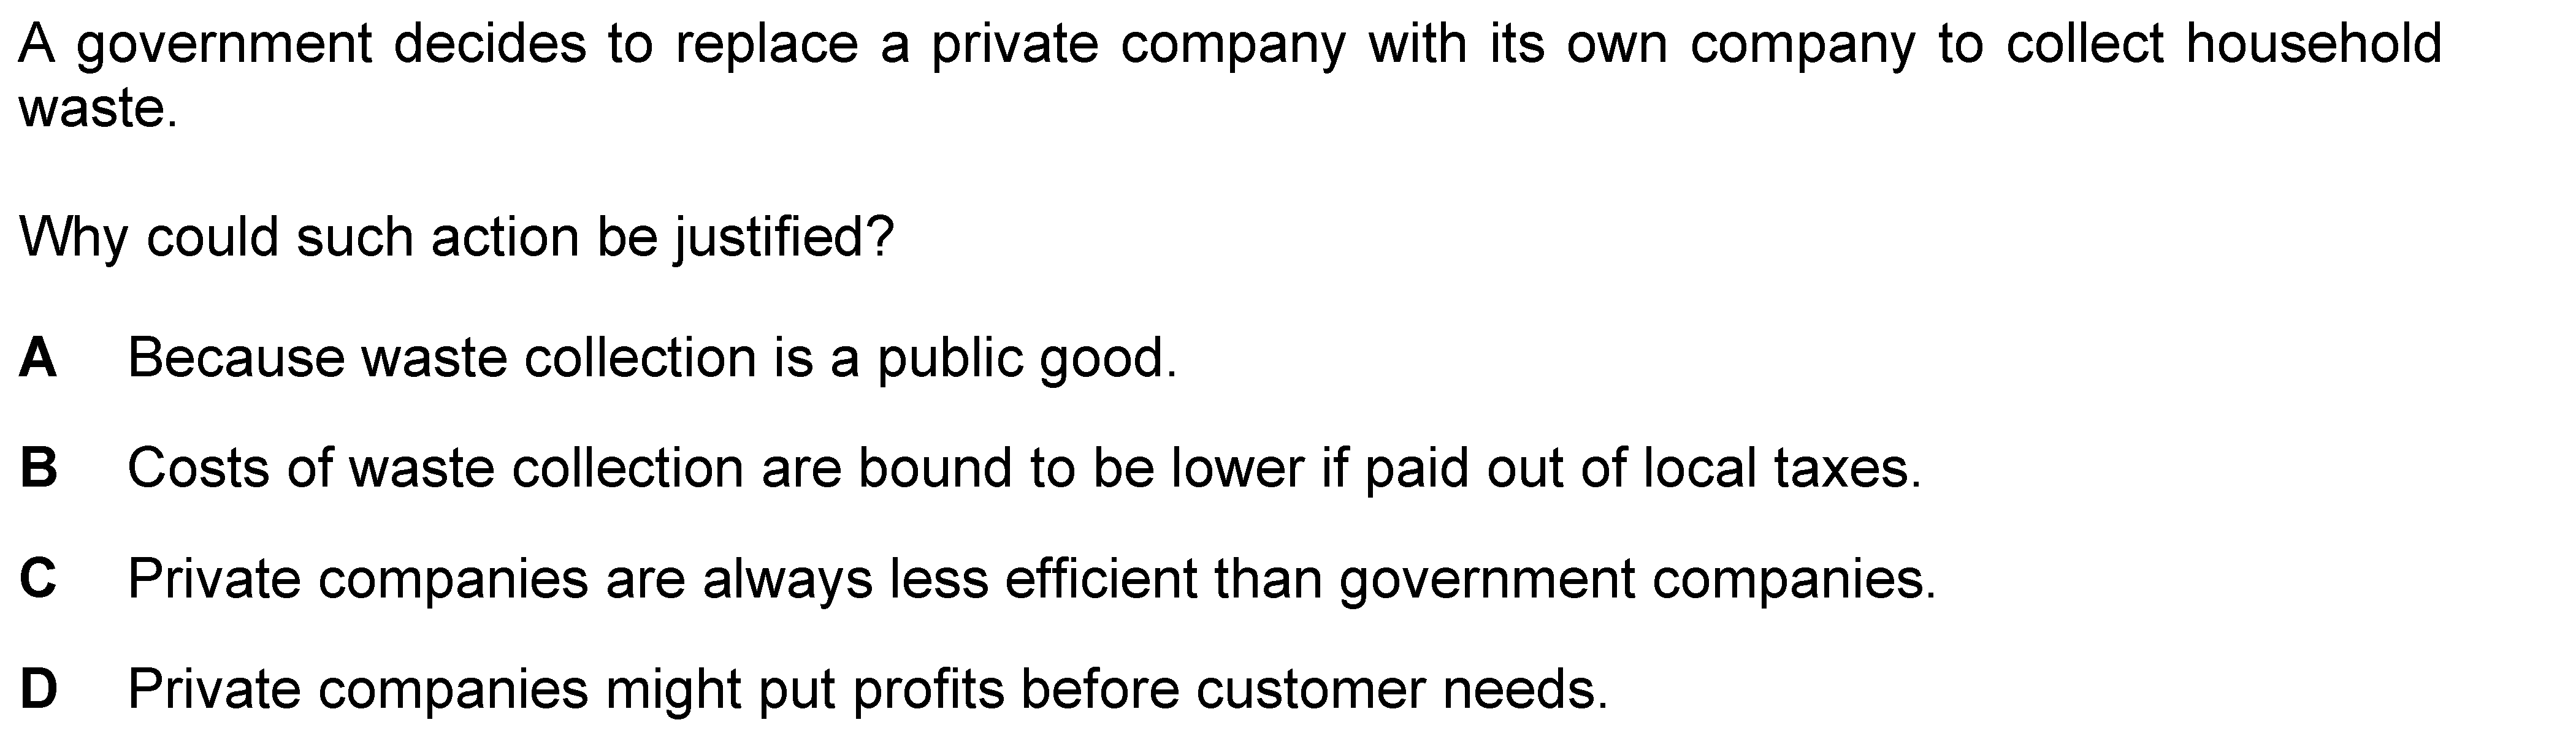 A government decides to replace a private company with its own company to collect household
waste.
Why could such action be justified?
A Because waste collection is a public good.
B Costs of waste collection are bound to be lower if paid out of local taxes.
C Private companies are always less efficient than government companies.
D Private companies might put profits before customer needs.